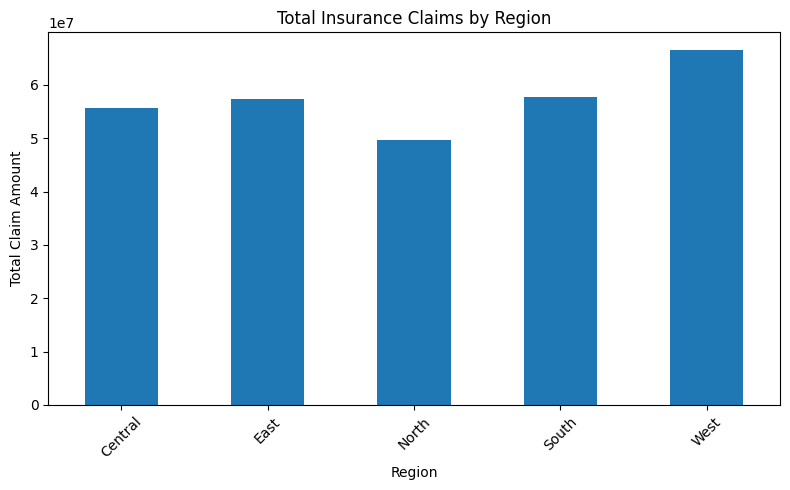 Total Insurance Claims by Region
1e7
Total Claim Amount
6
5
4
3
2
1
0
Central
East
North
South
West
Region